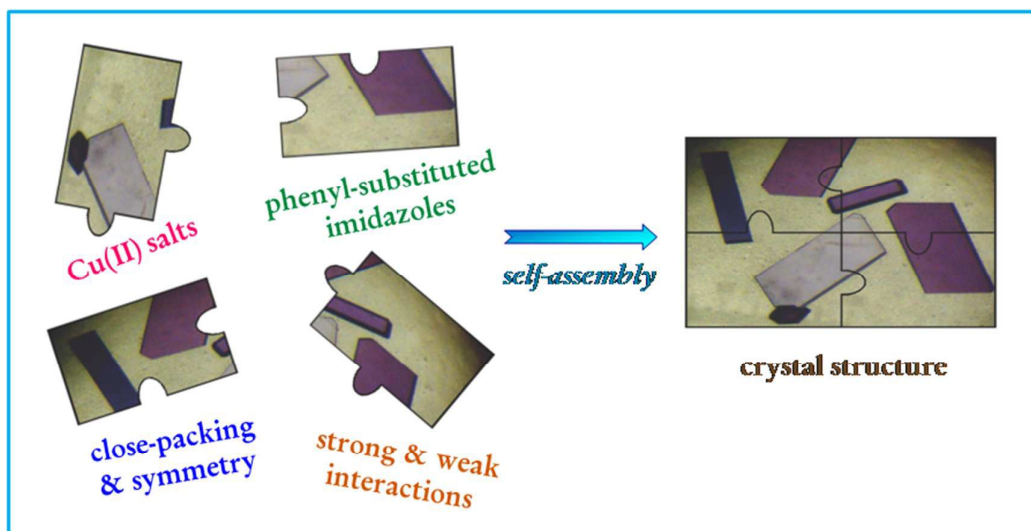 Cu(II) salts
phenyl-substituted
imidazoles
close-packing
& symmetry
strong & weak
interactions
self-assembly
crystal structure